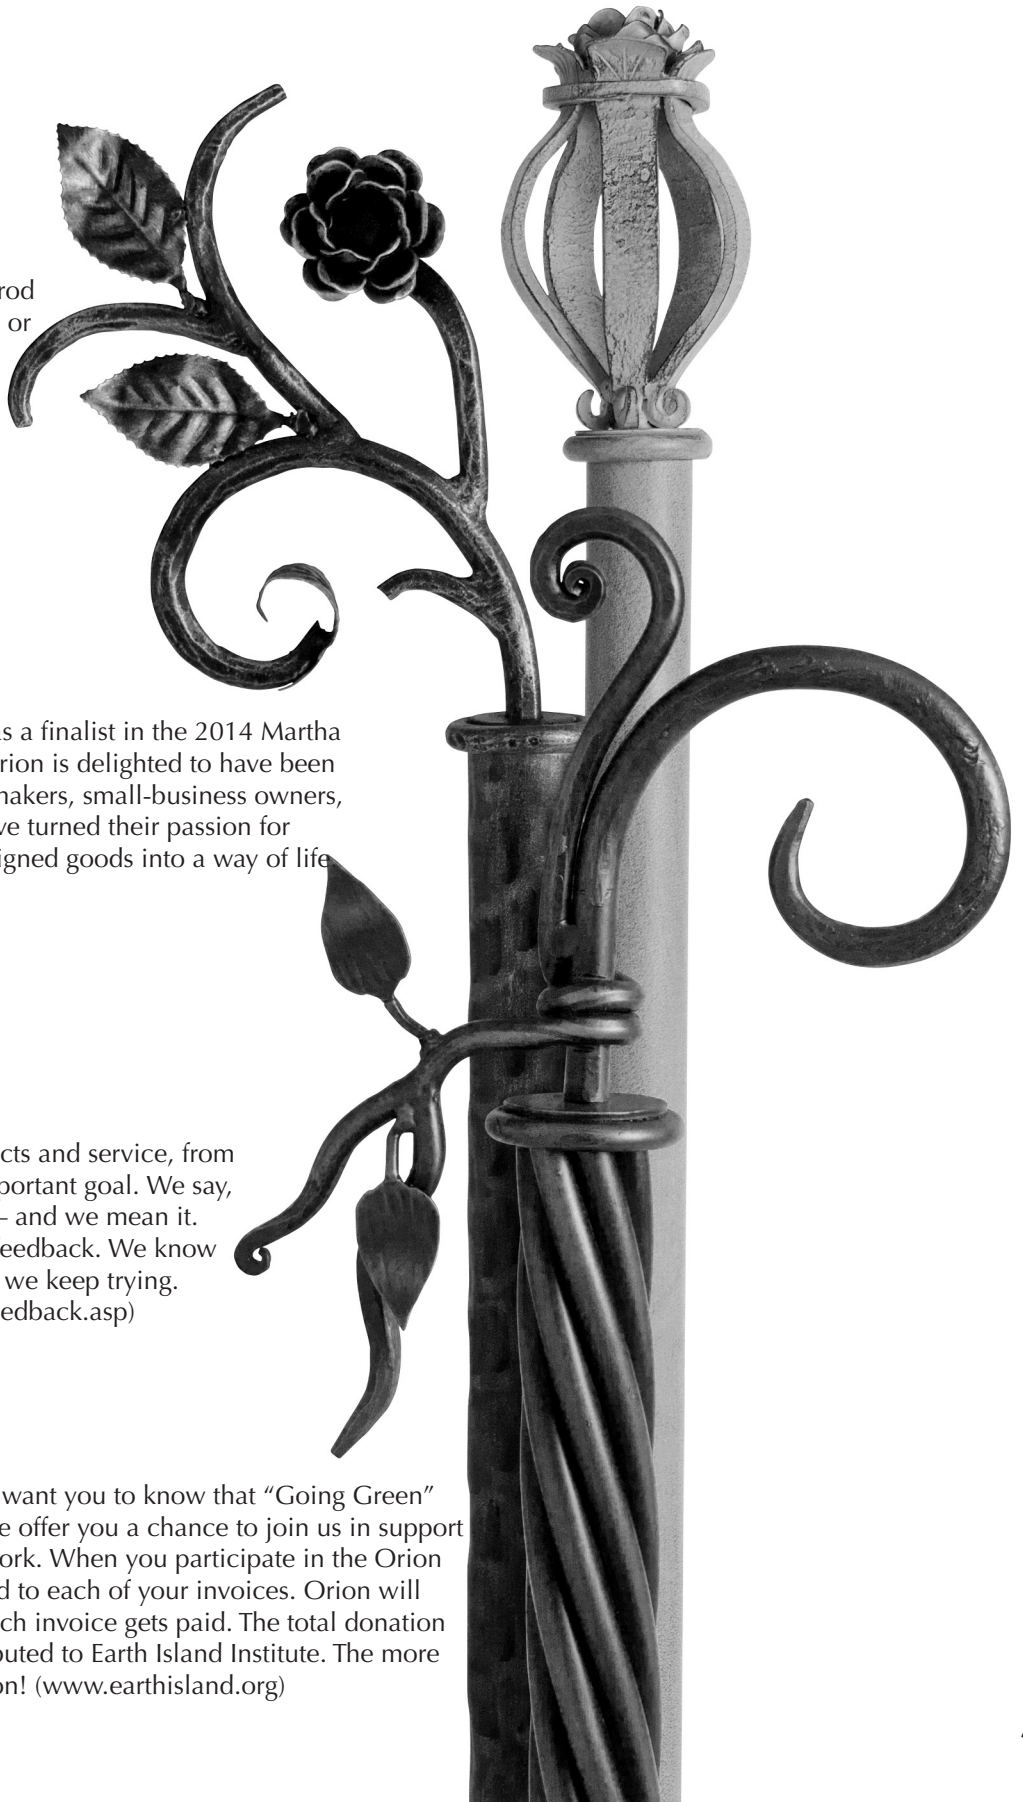 rod
or
s a finalist in the 2014 Martha
rion is delighted to have been
nakers, small-business owners,
ve turned their passion for
igned goods into a way of life.
cts and service, from
portant goal. We say,
– and we mean it.
feedback. We know
we keep trying.
edback.asp)
want you to know that “Going Green”
e offer you a chance to join us in support
ork. When you participate in the Orion
d to each of your invoices. Orion will
ch invoice gets paid. The total donation
buted to Earth Island Institute. The more
on! (www.earthisland.org)